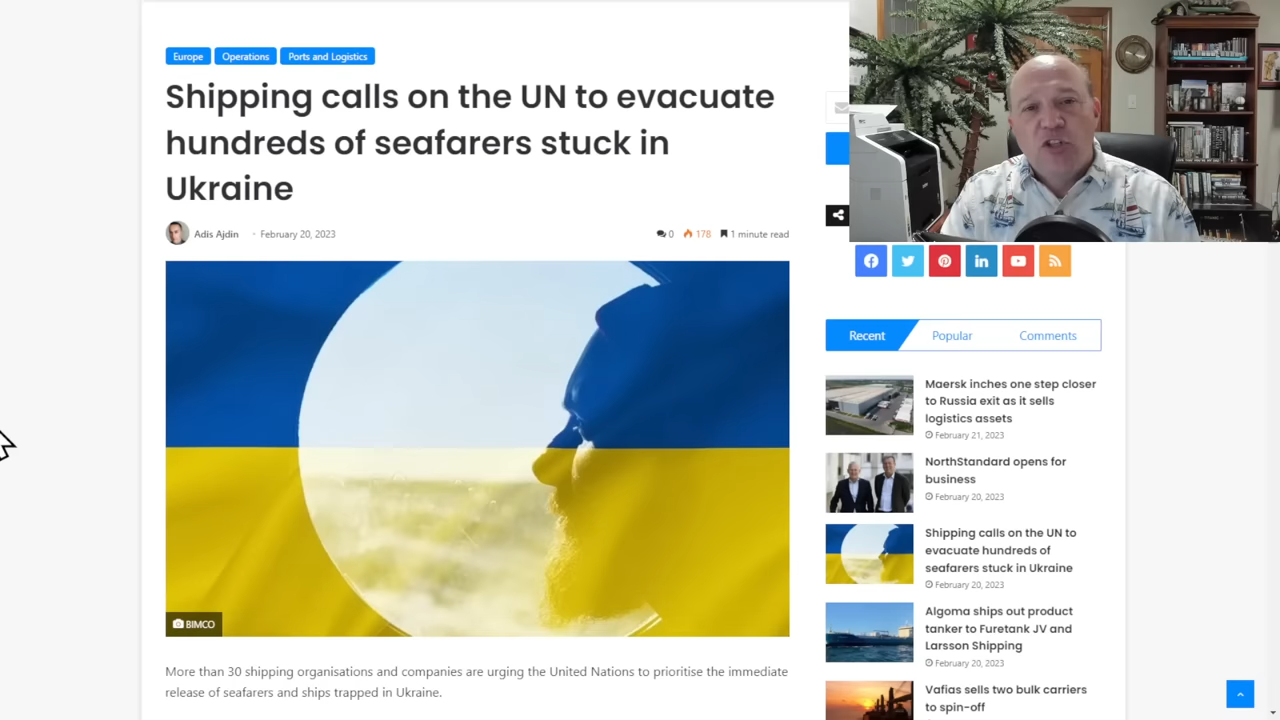 Europe
Operations
Ports and Logistics
Shipping calls on the UN to evacuate
hundreds of seafarers stuck in
Ukraine
Adis Ajdin
February 20, 2023
0
178
1 minute read
BIMCO
More than 30 shipping organisations and companies are urging the United Nations to prioritise the immediate
release of seafarers and ships trapped in Ukraine.
Recent
Popular
Comments
Maersk inches one step closer
to Russia exit as it sells
logistics assets
February 21, 2023
NorthStandard opens for
business
February 20, 2023
Shipping calls on the UN to
evacuate hundreds of
seafarers stuck in Ukraine
February 20, 2023
Algoma ships out product
tanker to Furetank JV and
Larsson Shipping
February 20, 2023
Vafias sells two bulk carriers
to spin-off